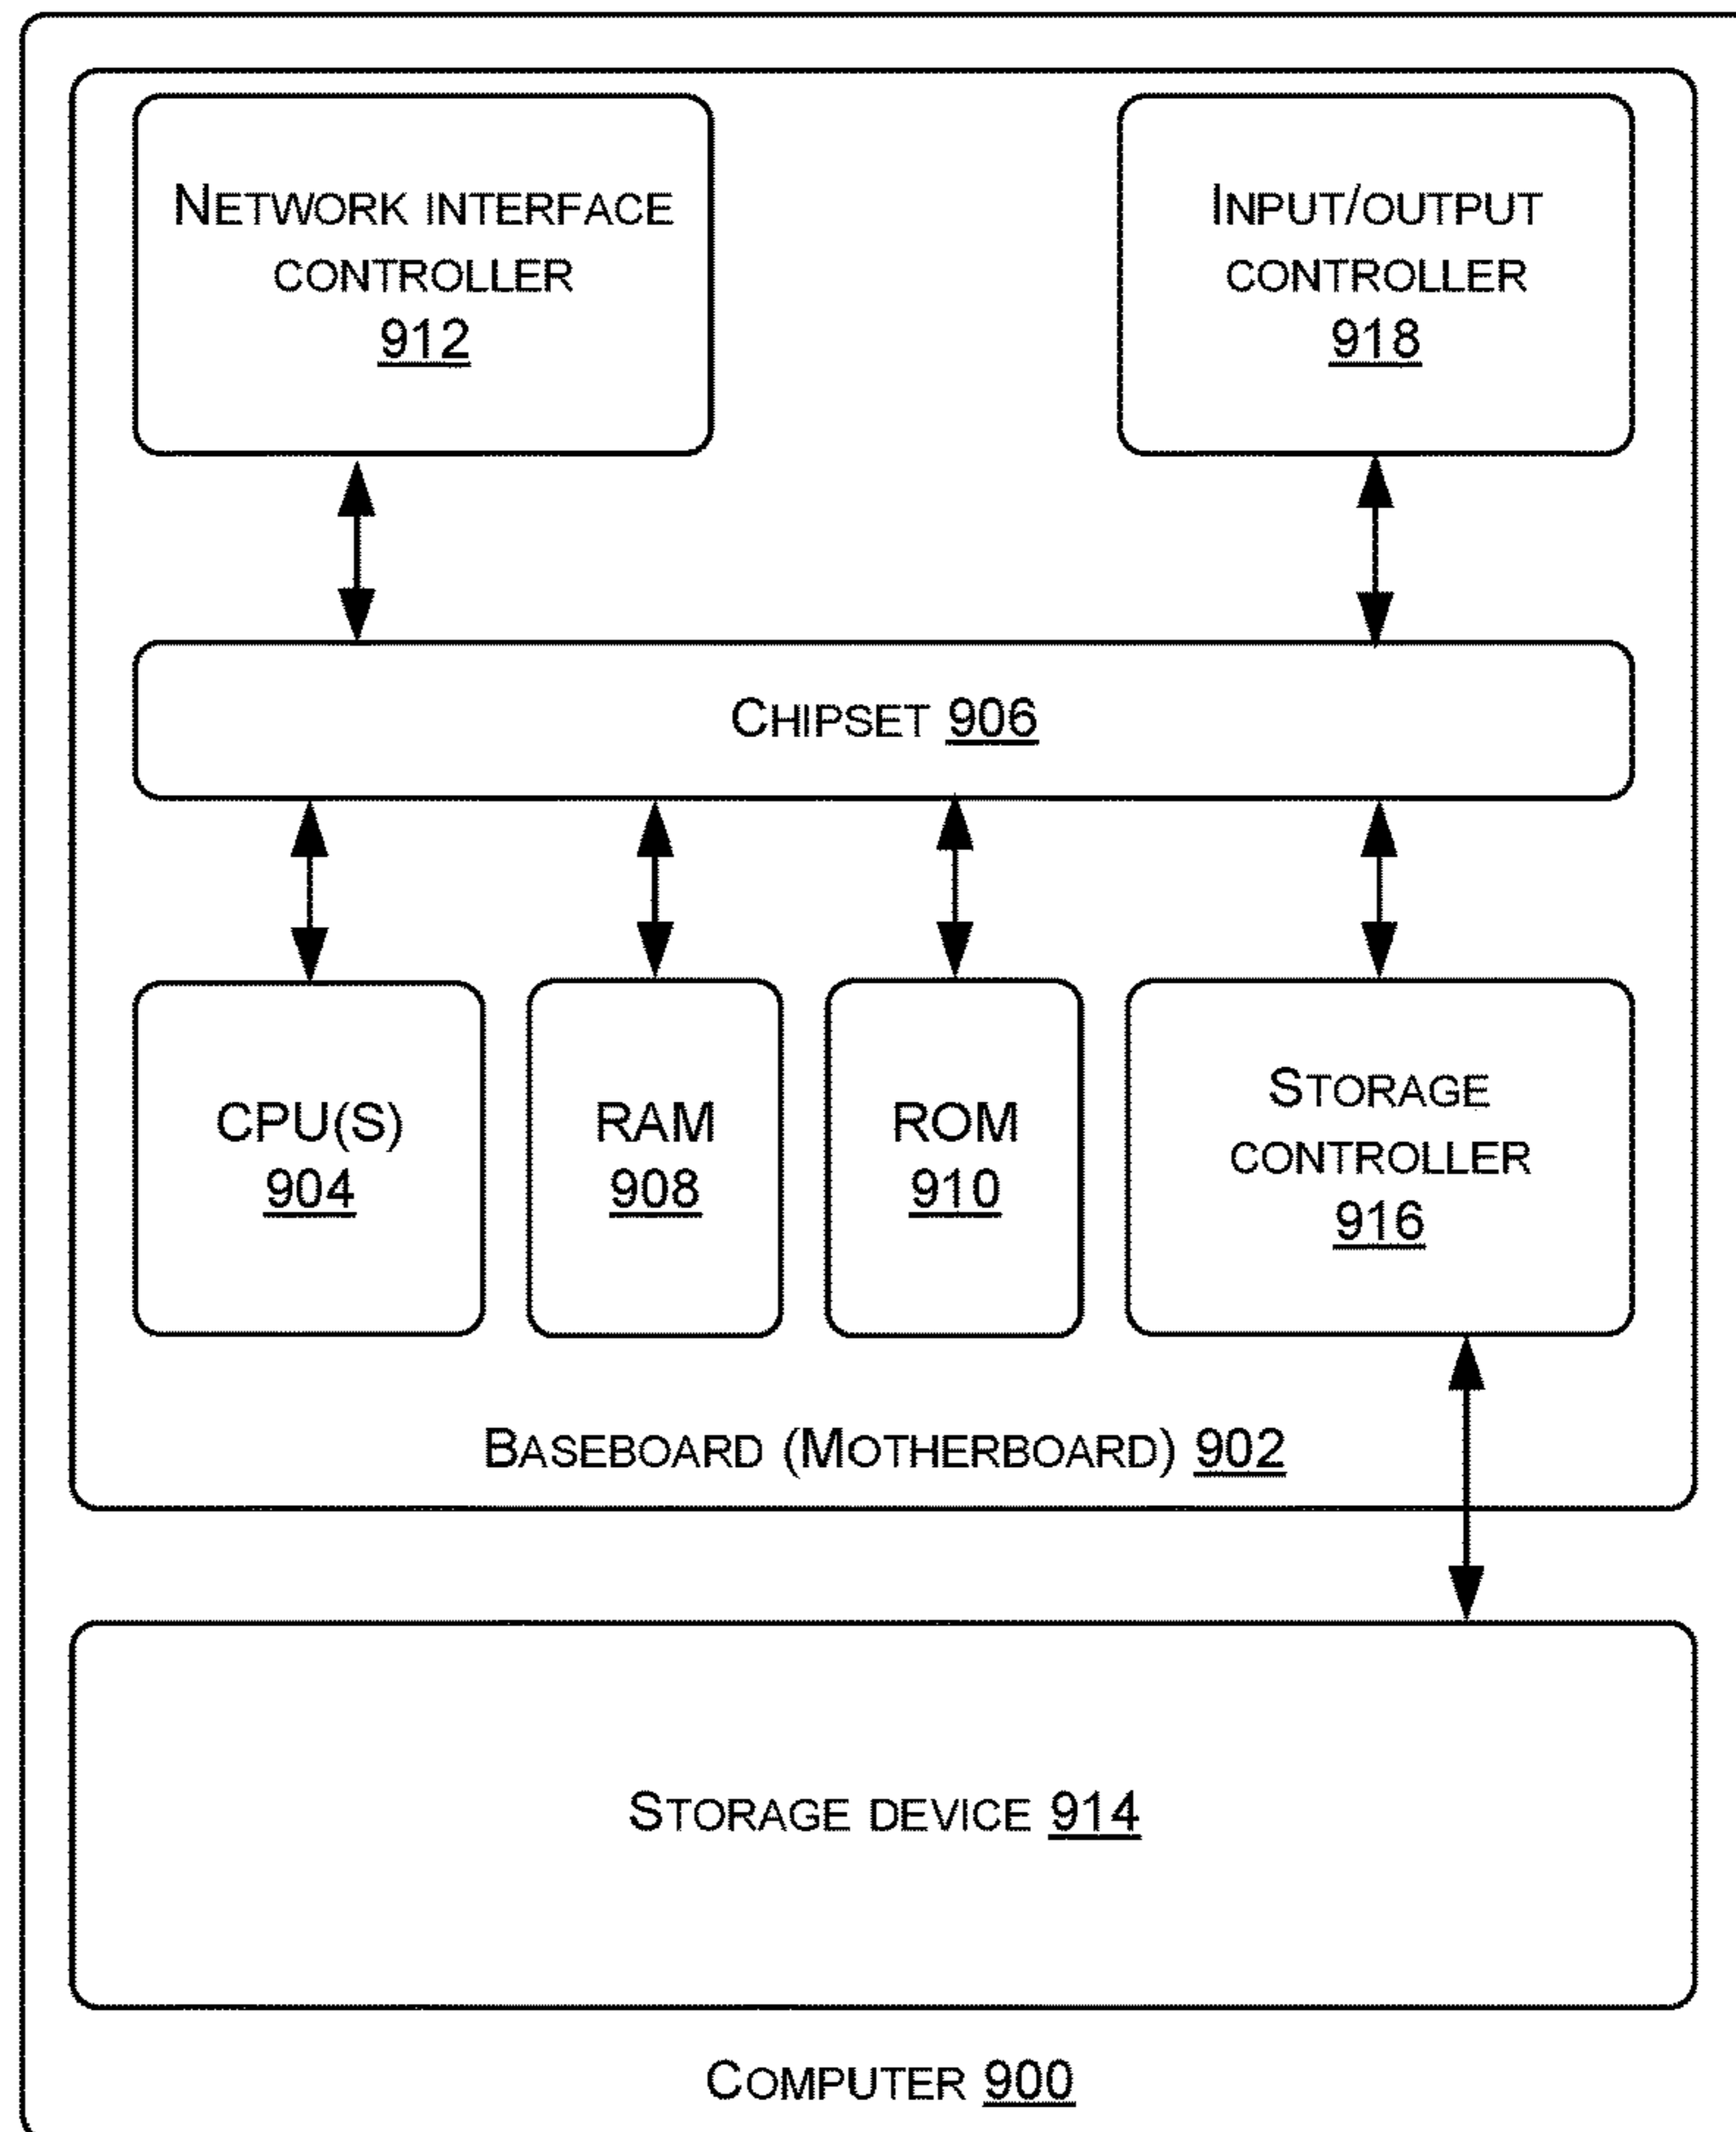 NETWORK INTERFACE
CONTROLLER
912
INPUT/OUTPUT
CONTROLLER
918
CHIPSET 906
CPU(S)
904
RAM
908
ROM
910
STORAGE
CONTROLLER
916
BASEBOARD (MOTHERBOARD) 902
STORAGE DEVICE 914
COMPUTER 900